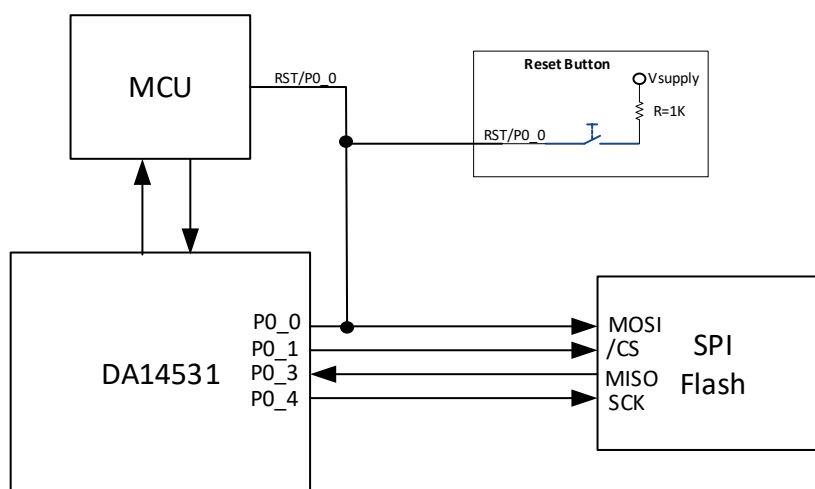 MCU
RST/P0_0
Reset Button
Vsupply
R=1K
RST/P0_0
DA14531
P0_0
P0_1
P0_3
P0_4
MOSI
/CS
MISO
SCK
SPI
Flash